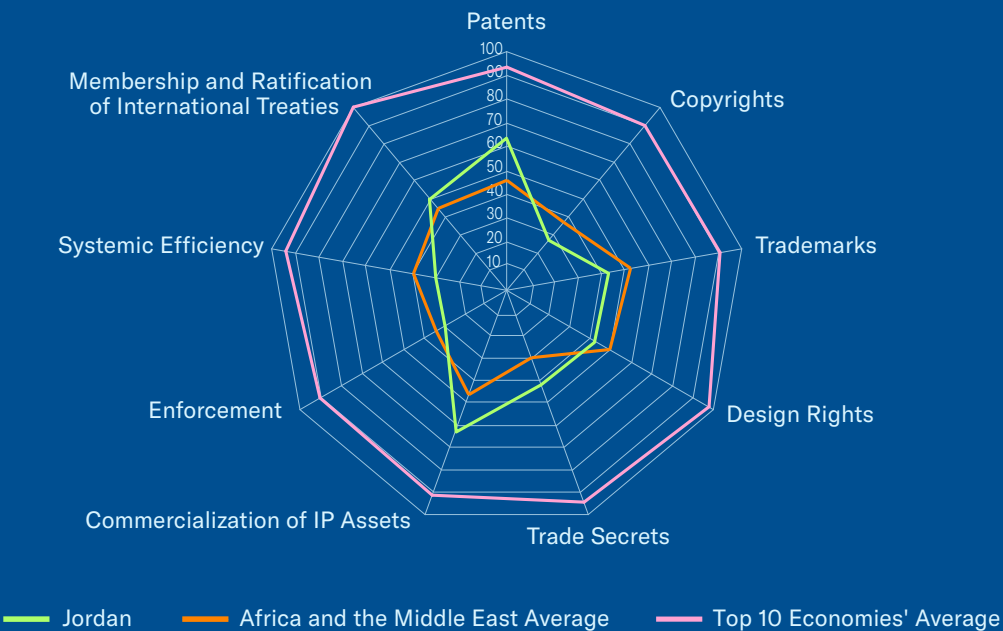 Patents
100
90
80
70
60
50
40
30
20
10
Membership and Ratification
of International Treaties
Copyrights
Systemic Efficiency
Trademarks
Enforcement
Design Rights
Commercialization of IP Assets
Trade Secrets
Jordan
Africa and the Middle East Average
Top 10 Economies' Average